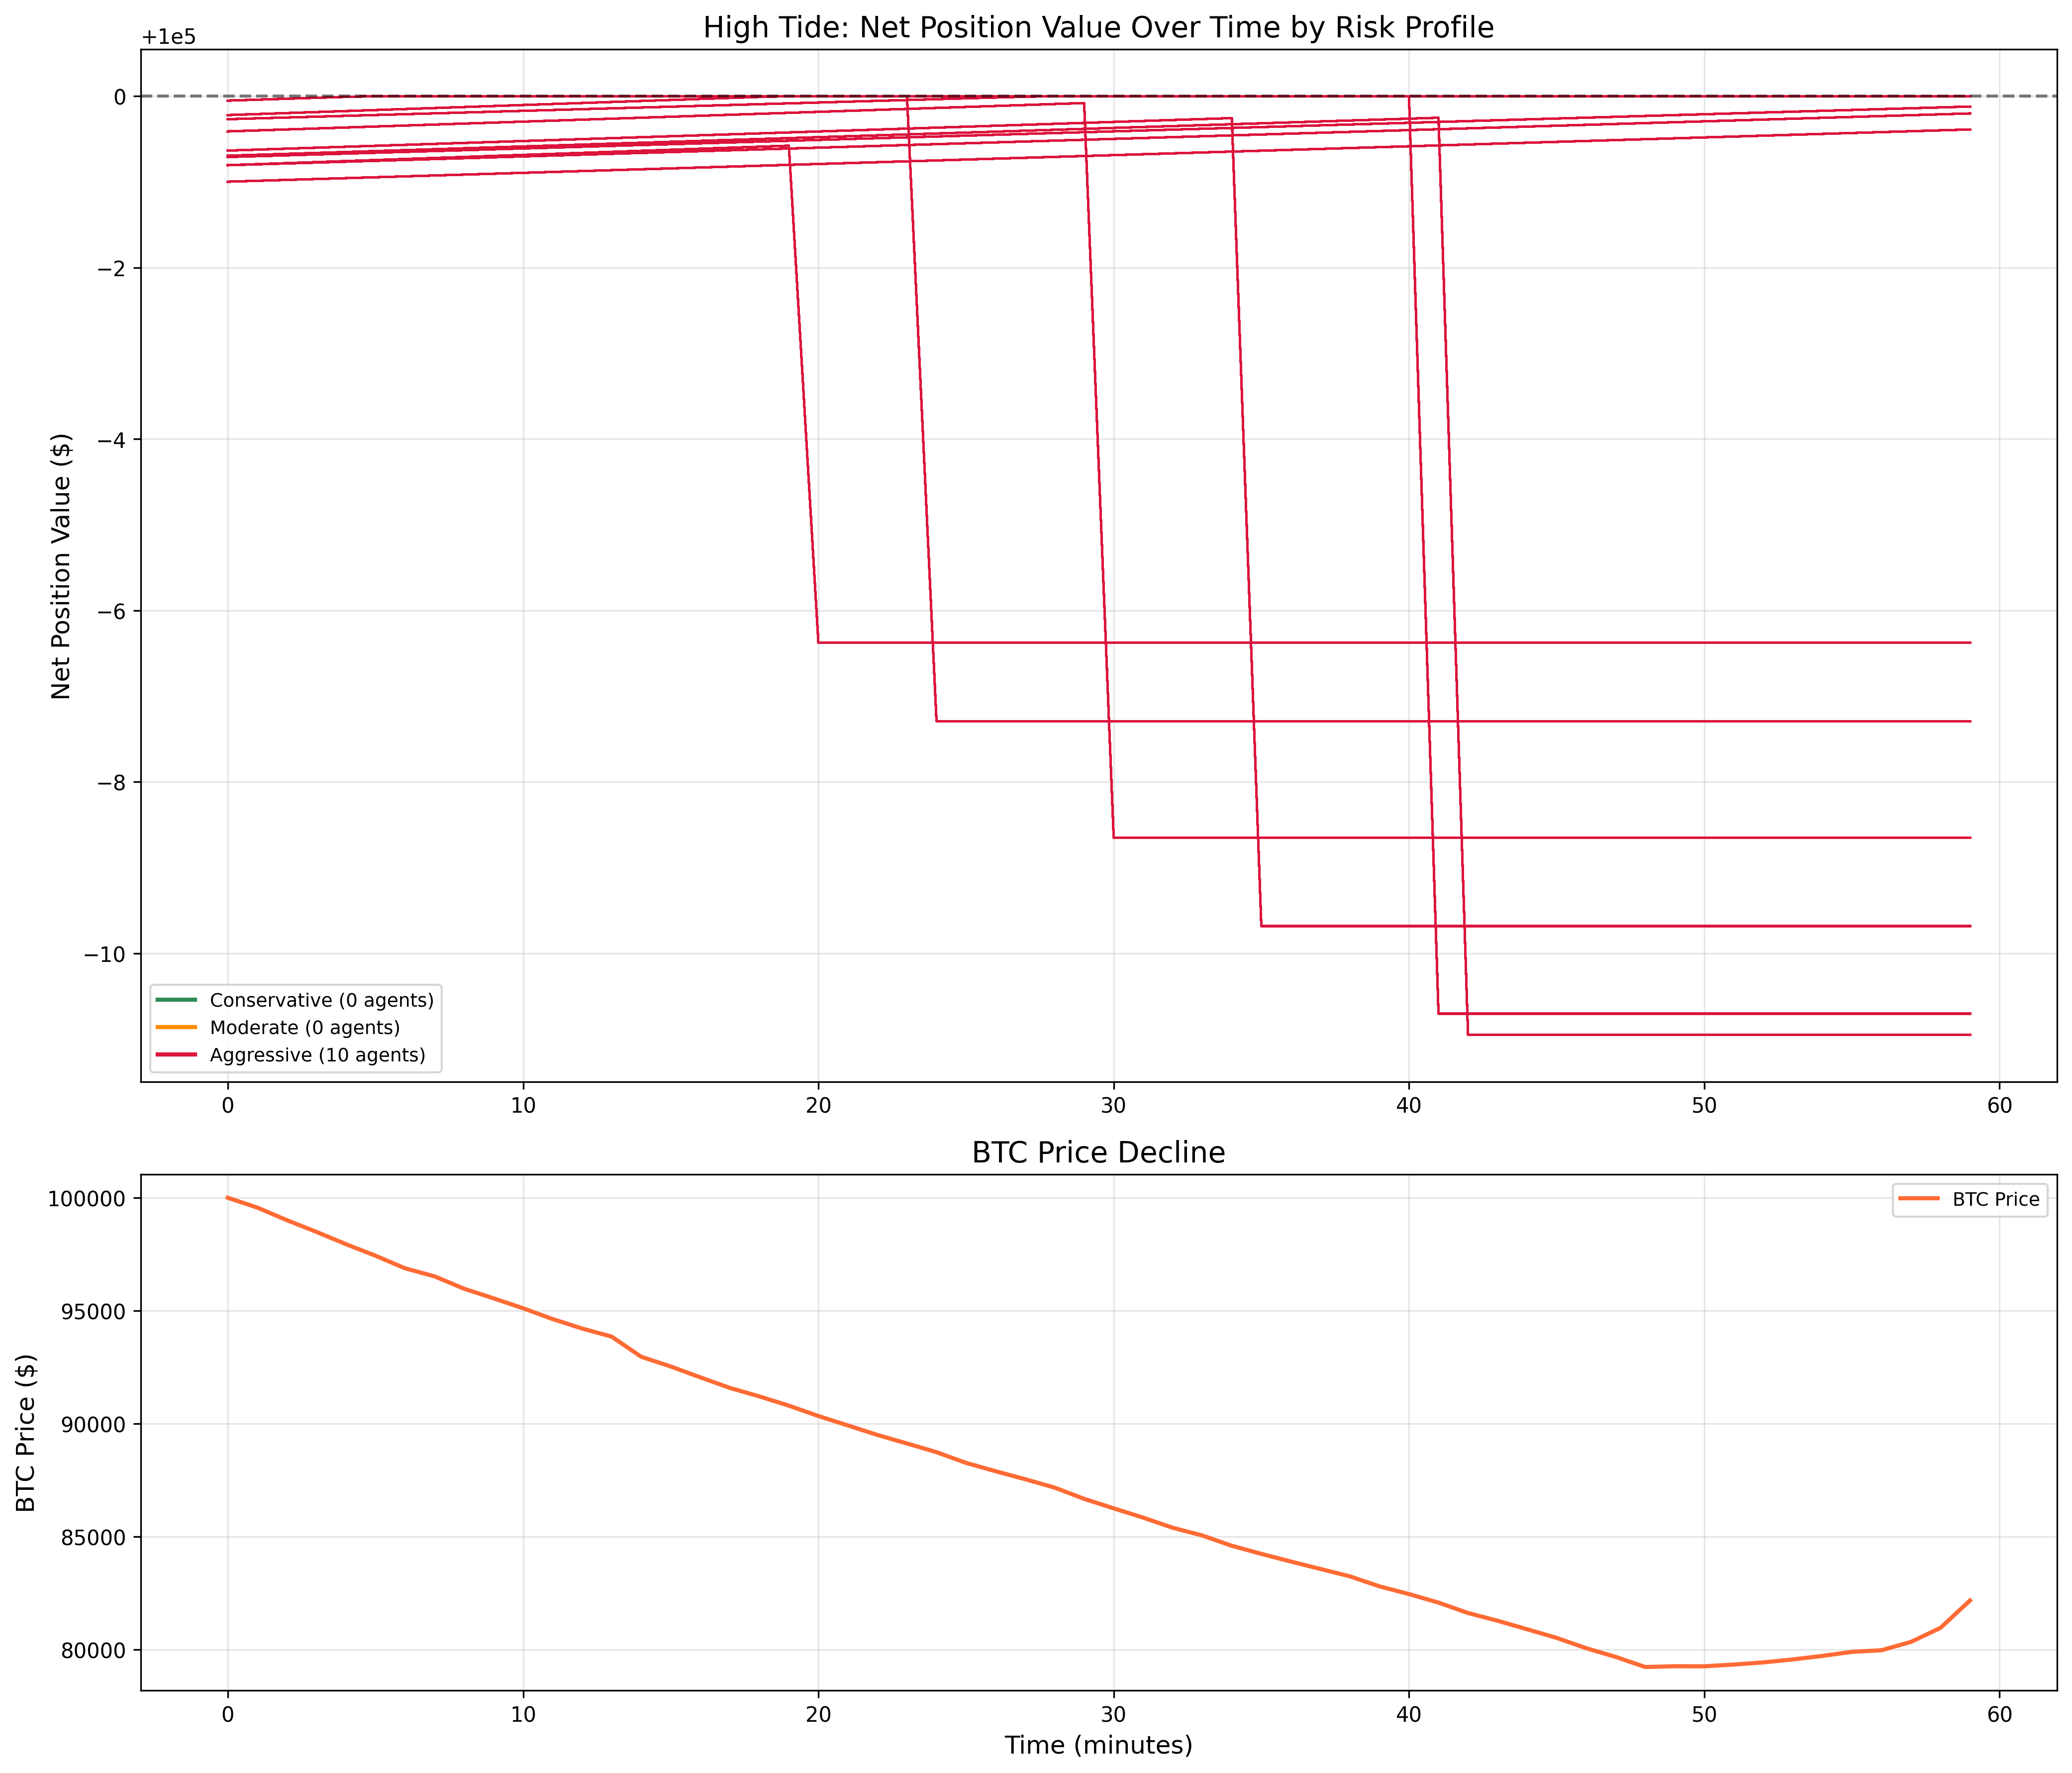 High Tide: Net Position Value Over Time by Risk Profile
+1e5
0
−2
−4
−6
−8
−10
Net Position Value ($)
Conservative (0 agents)
Moderate (0 agents)
Aggressive (10 agents)
0 10 20 30 40 50 60
BTC Price Decline
100000
95000
90000
85000
80000
BTC Price ($)
BTC Price
0 10 20 30 40 50 60
Time (minutes)